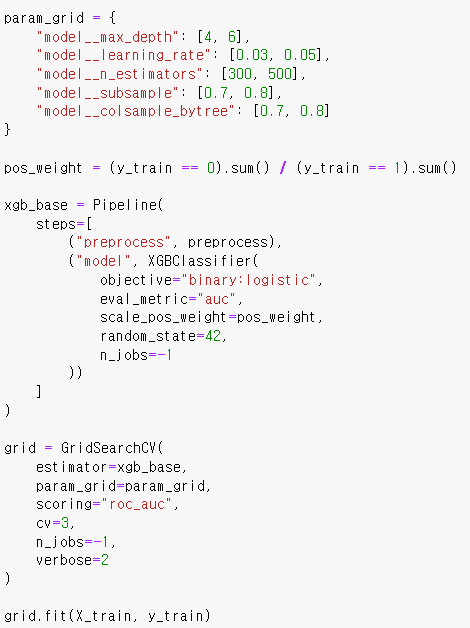 param_grid = {
    "model__max_depth": [4, 6],
    "model__learning_rate": [0.03, 0.05],
    "model__n_estimators": [300, 500],
    "model__subsample": [0.7, 0.8],
    "model__colsample_bytree": [0.7, 0.8]
}

pos_weight = (y_train == 0).sum() / (y_train == 1).sum()

xgb_base = Pipeline(
    steps=[
        ("preprocess", preprocess),
        ("model", XGBClassifier(
            objective="binary:logistic",
            eval_metric="auc",
            scale_pos_weight=pos_weight,
            random_state=42,
            n_jobs=-1
        ))
    ]
)

grid = GridSearchCV(
    estimator=xgb_base,
    param_grid=param_grid,
    scoring="roc_auc",
    cv=3,
    n_jobs=-1,
    verbose=2
)

grid.fit(X_train, y_train)